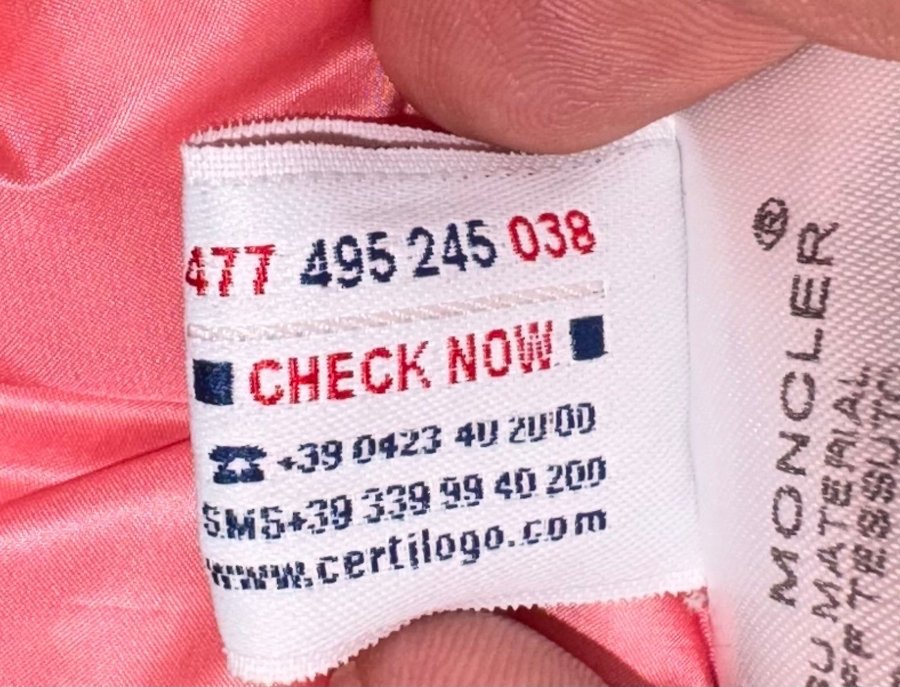 477 495 245 038
CHECK NOW
☎ +39 0423 40 20 00
SMS+39 339 99 40 200
www.certilogo.com
MONCLER®
MATERIAL